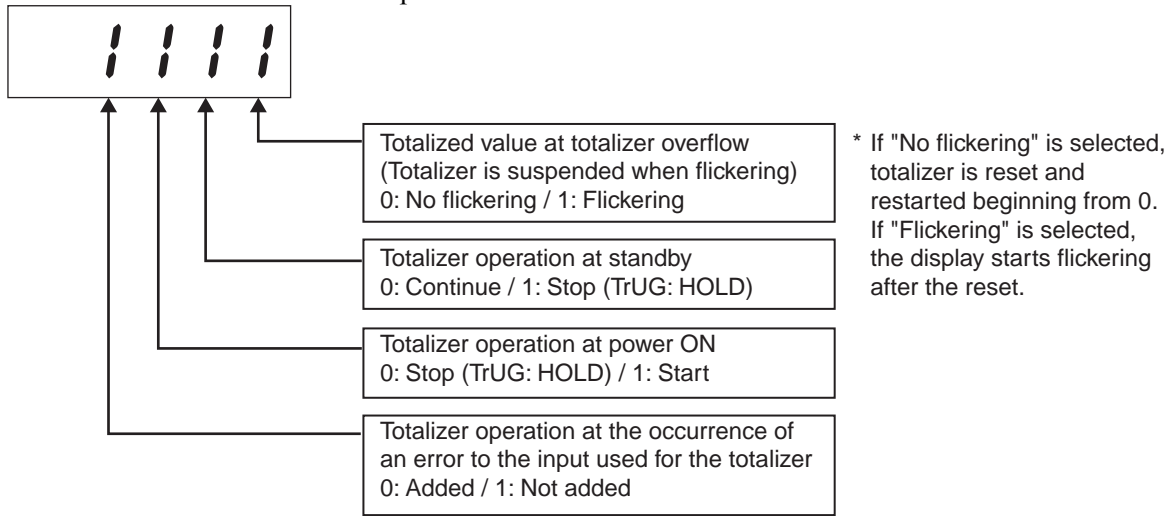 1 1 1 1
Totalized value at totalizer overflow
(Totalizer is suspended when flickering)
0: No flickering / 1: Flickering
* If "No flickering" is selected,
totalizer is reset and
restarted beginning from 0.
If "Flickering" is selected,
the display starts flickering
after the reset.
Totalizer operation at standby
0: Continue / 1: Stop (TrUG: HOLD)
Totalizer operation at power ON
0: Stop (TrUG: HOLD) / 1: Start
Totalizer operation at the occurrence of
an error to the input used for the totalizer
0: Added / 1: Not added